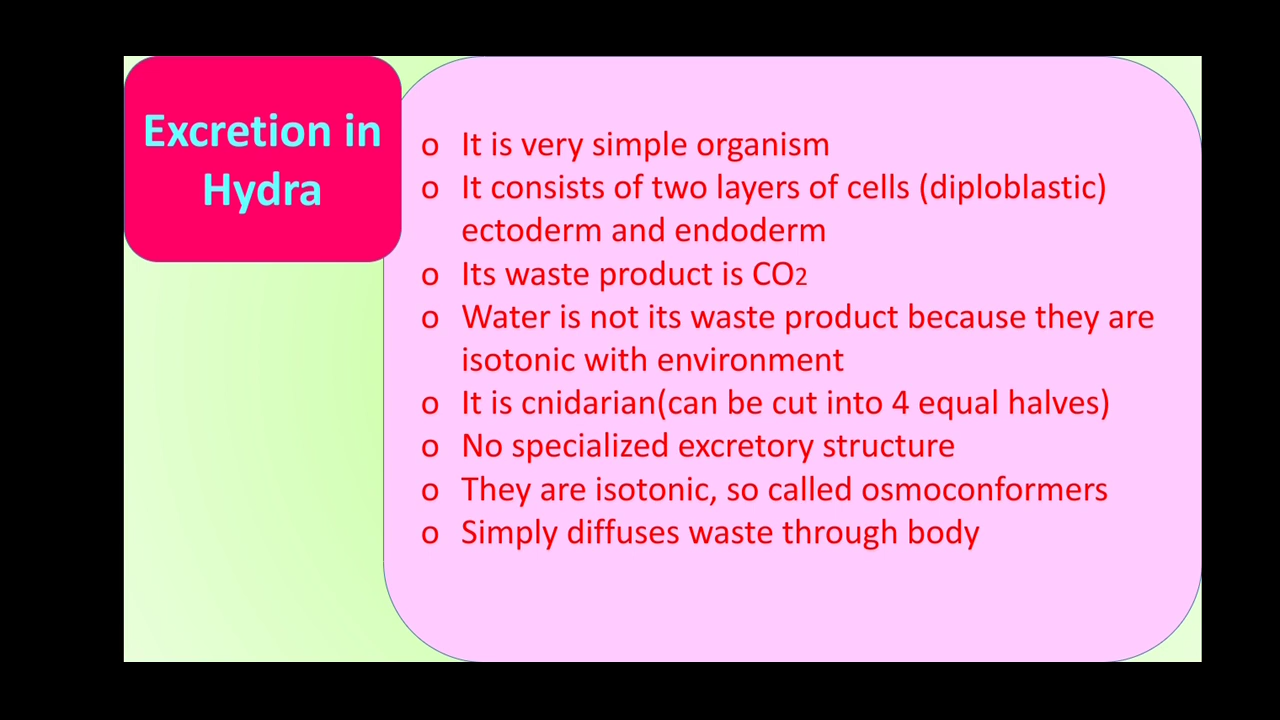 Excretion in
Hydra
o It is very simple organism
o It consists of two layers of cells (diploblastic)
ectoderm and endoderm
o Its waste product is CO2
o Water is not its waste product because they are
isotonic with environment
o It is cnidarian(can be cut into 4 equal halves)
o No specialized excretory structure
o They are isotonic, so called osmoconformers
o Simply diffuses waste through body